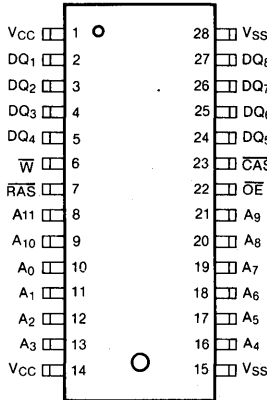 VCC 1 28 VSS
DQ1 2 27 DQ8
DQ2 3 26 DQ7
DQ3 4 25 DQ6
DQ4 5 24 DQ5
W 6 23 CAS
RAS 7 22 OE
A11 8 21 A9
A10 9 20 A8
A0 10 19 A7
A1 11 18 A6
A2 12 17 A5
A3 13 16 A4
VCC 14 15 VSS